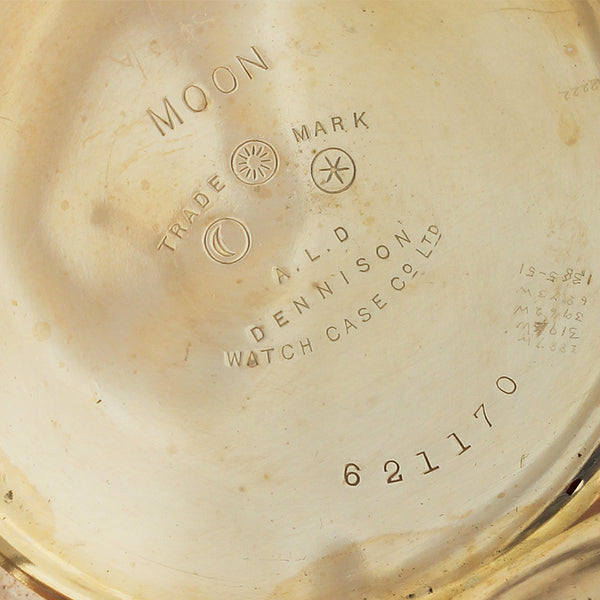 MOON
TRADE MARK
A.L.D
DENNISON
WATCH CASE Co LTD
621170